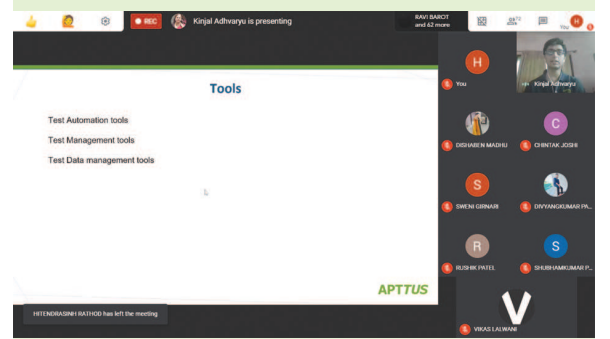 REC
Kinjal Adhvaryu is presenting
RAVI BAROT
and 62 more
You
Tools
Test Automation tools
Test Management tools
Test Data management tools
APTTUS
HITENDRASINH RATHOD has left the meeting
H
You
Kinjal Adhvaryu
DISHABEN MADHU
C
CHINTAK JOSHI
S
SWENI GIRNARI
DIVYANGKUMAR PA...
R
RUSHIK PATEL
S
SHUBHAMKUMAR P...
V
VIKAS LALWANI